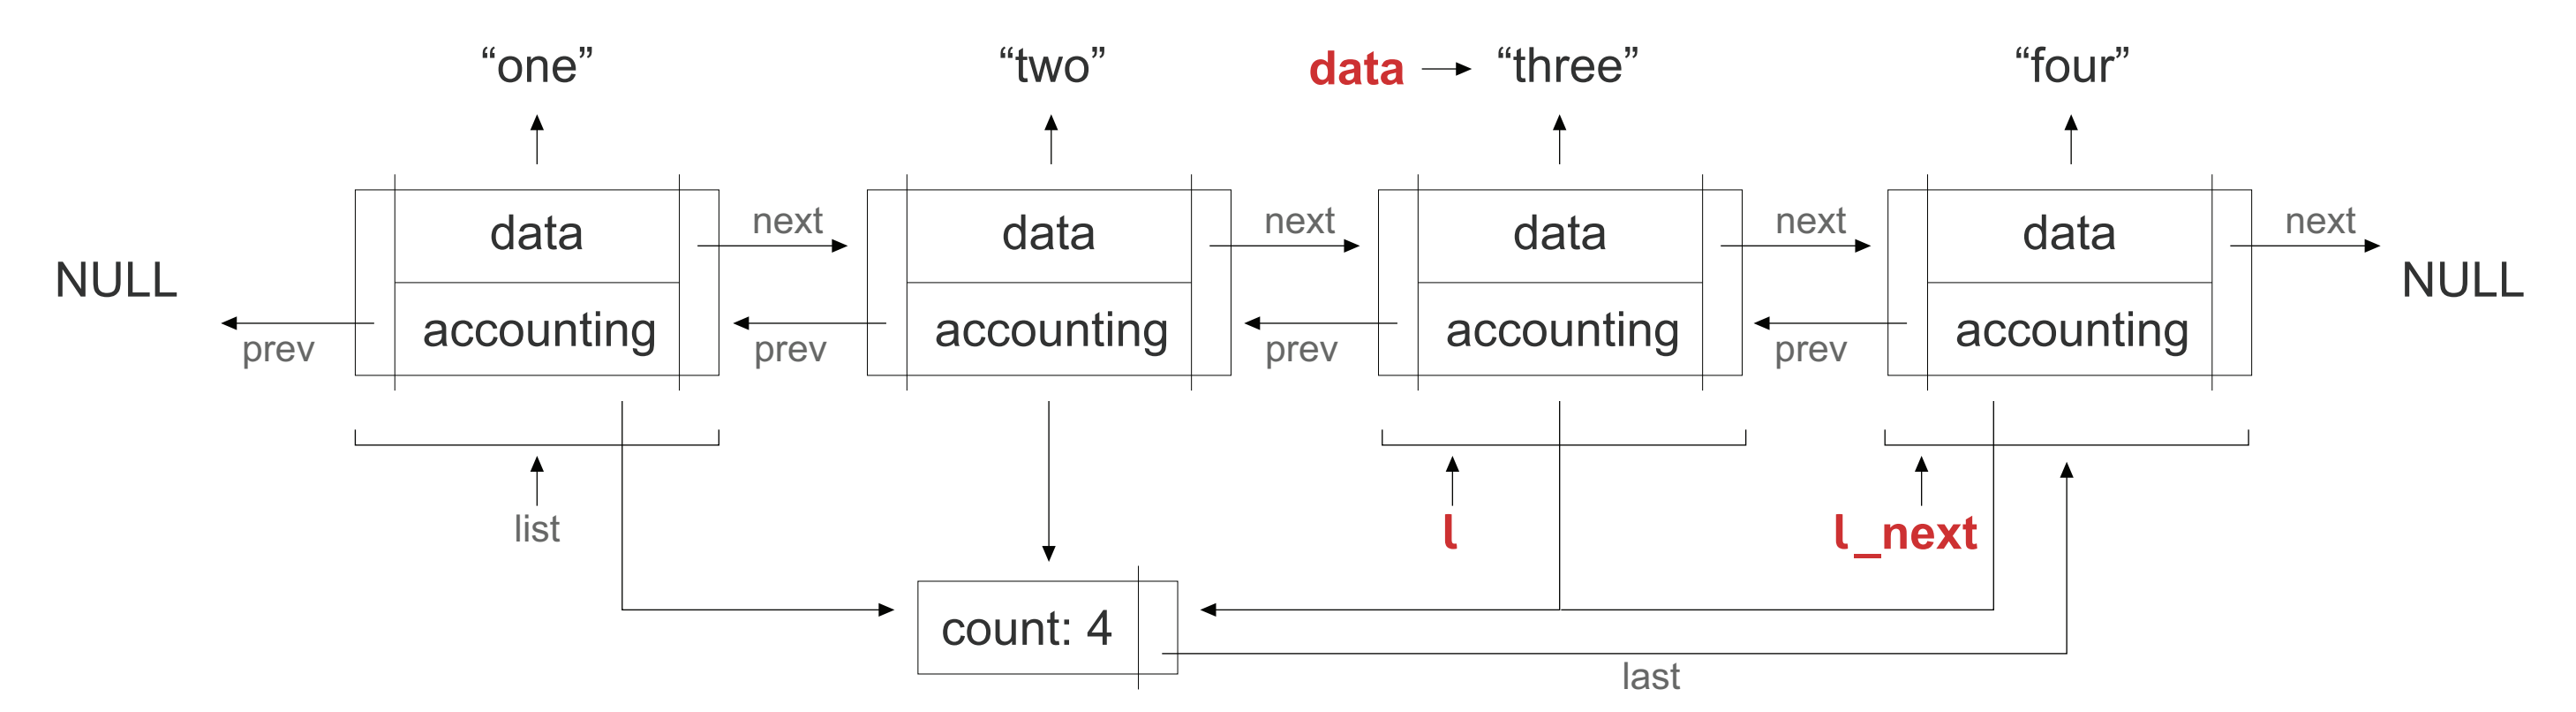 “one”
“two”
data
“three”
“four”
data
next
data
next
data
next
data
next
NULL
NULL
prev
accounting
prev
accounting
prev
accounting
prev
accounting
list
l
l_next
count: 4
last